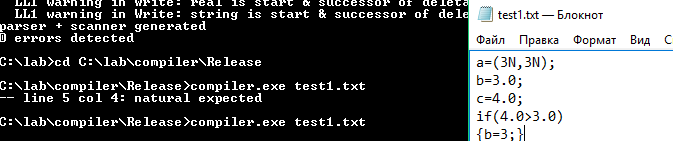 LL1 warning in Write: real is start & successor of deleta
LL1 warning in Write: string is start & successor of dele
parser + scanner generated
0 errors detected
C:\lab>cd C:\lab\compiler\Release
C:\lab\compiler\Release>compiler.exe test1.txt
-- line 5 col 4: natural expected
C:\lab\compiler\Release>compiler.exe test1.txt
test1.txt — Блокнот
Файл Правка Формат Вид С
a=(3N,3N);
b=3.0;
c=4.0;
if(4.0>3.0)
{b=3;}